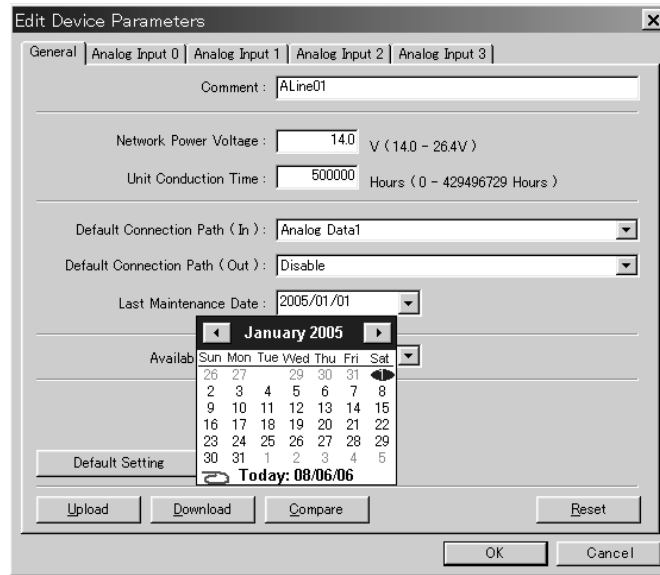 Edit Device Parameters
General Analog Input 0 Analog Input 1 Analog Input 2 Analog Input 3
Comment : ALine01
Network Power Voltage : 14.0 V ( 14.0 - 26.4V )
Unit Conduction Time : 500000 Hours ( 0 - 429496729 Hours )
Default Connection Path ( In ) : Analog Data1
Default Connection Path ( Out ) : Disable
Last Maintenance Date : 2005/01/01
January 2005
Availab
Sun Mon Tue Wed Thu Fri Sat
26 27 29 30 31 1
2 3 4 5 6 7 8
9 10 11 12 13 14 15
16 17 18 19 20 21 22
23 24 25 26 27 28 29
30 31 1 2 3 4 5
Today: 08/06/06
Default Setting
Upload Download Compare Reset
OK Cancel